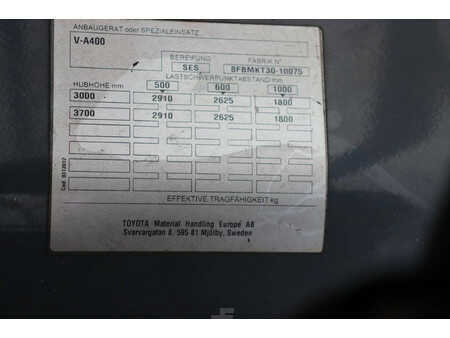 ANBAUGERÄT oder SPEZIALEINSATZ
V-A400
BEREIFUNG FABRIK N°
SES 8FBMKT30-10075
LASTSCHWERPUNKTABSTAND mm
HUBHÖHE mm 500 600 1000
3000 2910 2625 1800
3700 2910 2625 1800
EFFEKTIVE TRAGFÄHIGKEIT kg
TOYOTA Material Handling Europe AB
Svarvargatan 8, 595 81 Mjölby, Sweden